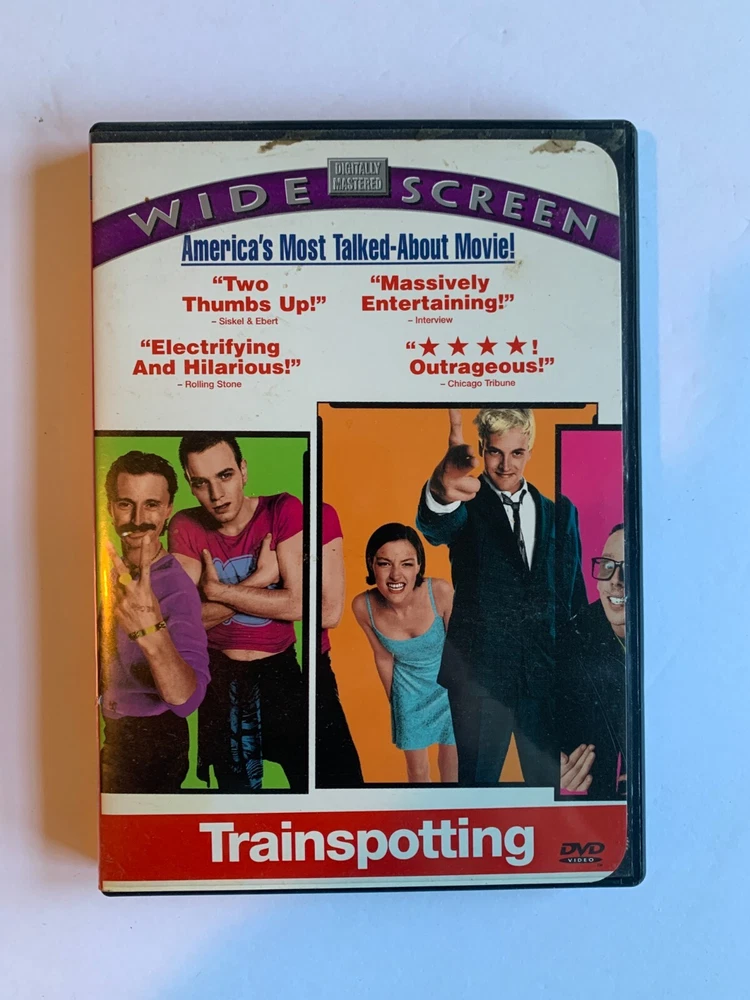 DIGITALLY
MASTERED
WIDE SCREEN
America's Most Talked-About Movie!
“Two
Thumbs Up!”
– Siskel & Ebert
“Massively
Entertaining!”
– Interview
“Electrifying
And Hilarious!”
– Rolling Stone
“★★★★!
Outrageous!”
– Chicago Tribune
Trainspotting
DVD
VIDEO